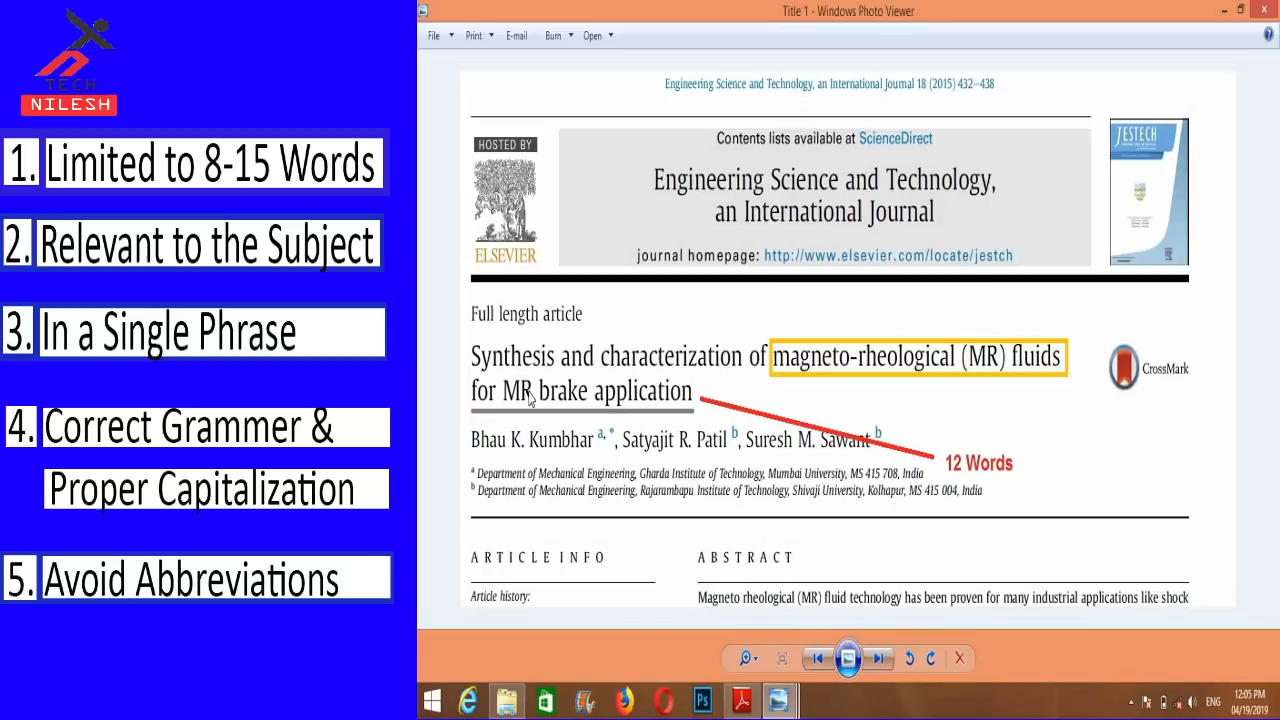 TECH
NILESH
1. Limited to 8-15 Words
2. Relevant to the Subject
3. In a Single Phrase
4. Correct Grammer &
Proper Capitalization
5. Avoid Abbreviations
Title 1 - Windows Photo Viewer
File Print E-mail Burn Open
Engineering Science and Technology, an International Journal 18 (2015) 432–438
HOSTED BY
ELSEVIER
Contents lists available at ScienceDirect
Engineering Science and Technology,
an International Journal
journal homepage: http://www.elsevier.com/locate/jestch
JESTECH
Full length article
Synthesis and characterization of magneto-rheological (MR) fluids
for MR brake application
CrossMark
12 Words
Bhau K. Kumbhar a,*, Satyajit R. Patil b, Suresh M. Sawant b
a Department of Mechanical Engineering, Gharda Institute of Technology, Mumbai University, MS 415 708, India
b Department of Mechanical Engineering, Rajarambapu Institute of Technology, Shivaji University, Kolhapur, MS 415 004, India
ARTICLE INFO
Article history:
ABSTRACT
Magneto rheological (MR) fluid technology has been proven for many industrial applications like shock
Ps
ENG
12:05 PM
04/19/2019